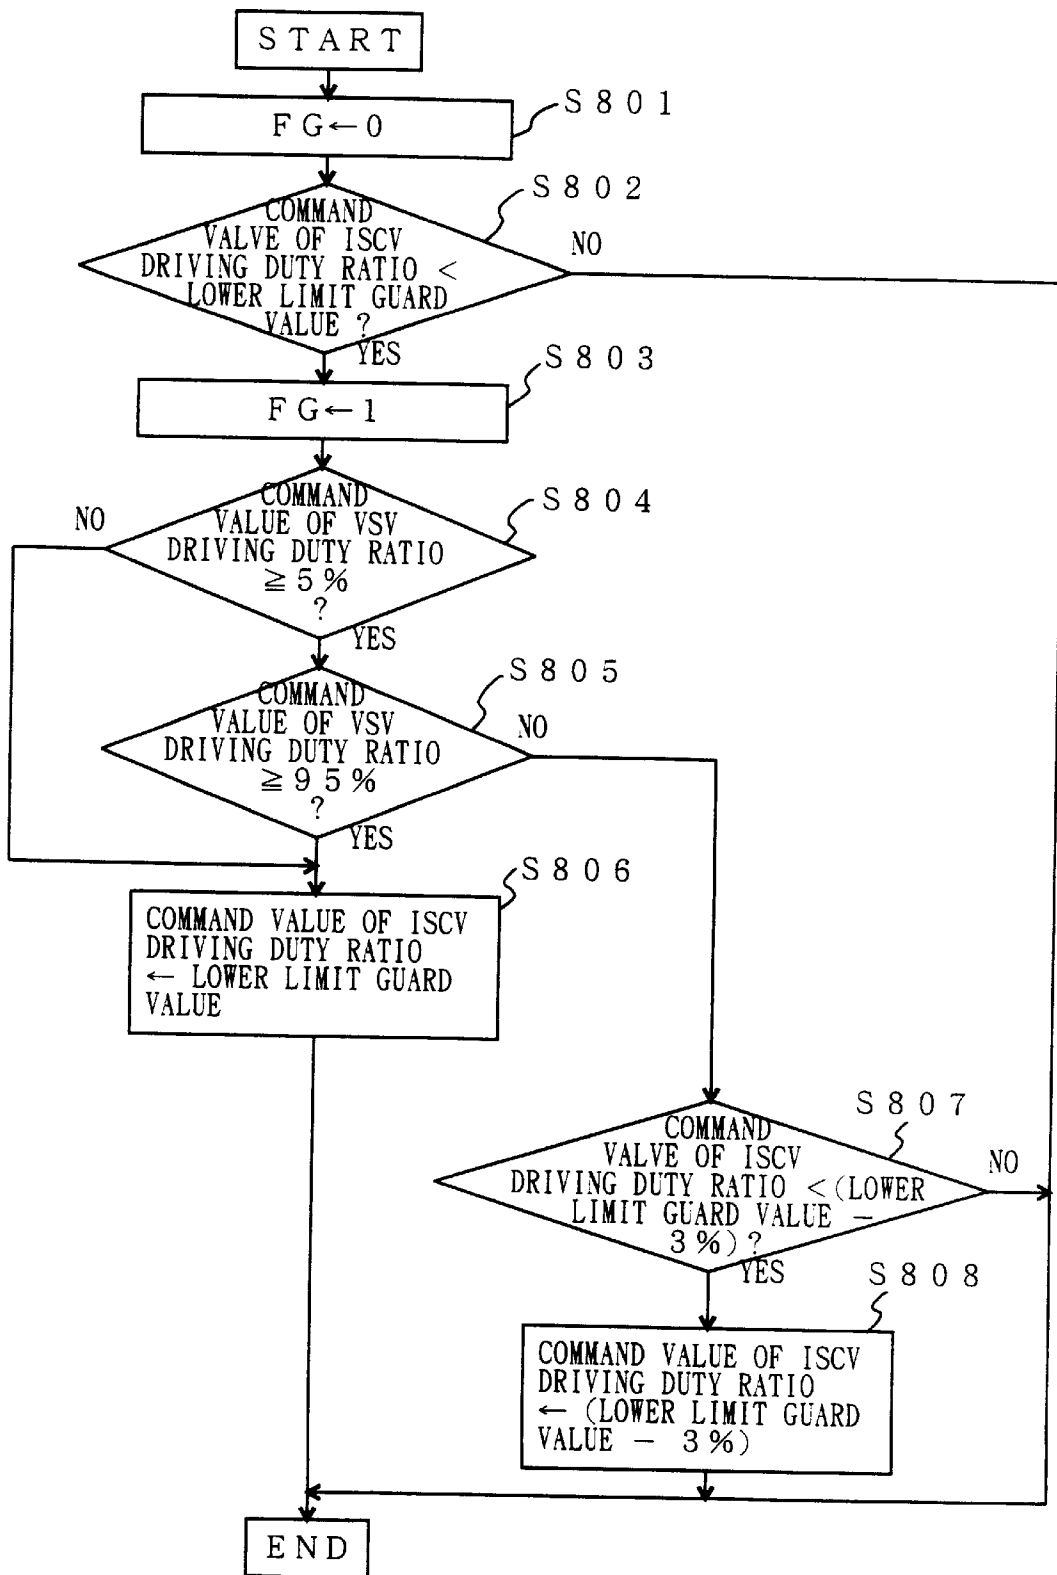 START
S801
FG←0
S802
COMMAND
VALVE OF ISCV
DRIVING DUTY RATIO <
LOWER LIMIT GUARD
VALUE ?
NO
YES
S803
FG←1
S804
COMMAND
VALUE OF VSV
DRIVING DUTY RATIO
≧5%
?
NO
YES
S805
COMMAND
VALUE OF VSV
DRIVING DUTY RATIO
≧95%
?
NO
YES
S806
COMMAND VALUE OF ISCV
DRIVING DUTY RATIO
← LOWER LIMIT GUARD
VALUE
S807
COMMAND
VALVE OF ISCV
DRIVING DUTY RATIO <(LOWER
LIMIT GUARD VALUE −
3%)?
NO
YES
S808
COMMAND VALUE OF ISCV
DRIVING DUTY RATIO
← (LOWER LIMIT GUARD
VALUE − 3%)
END